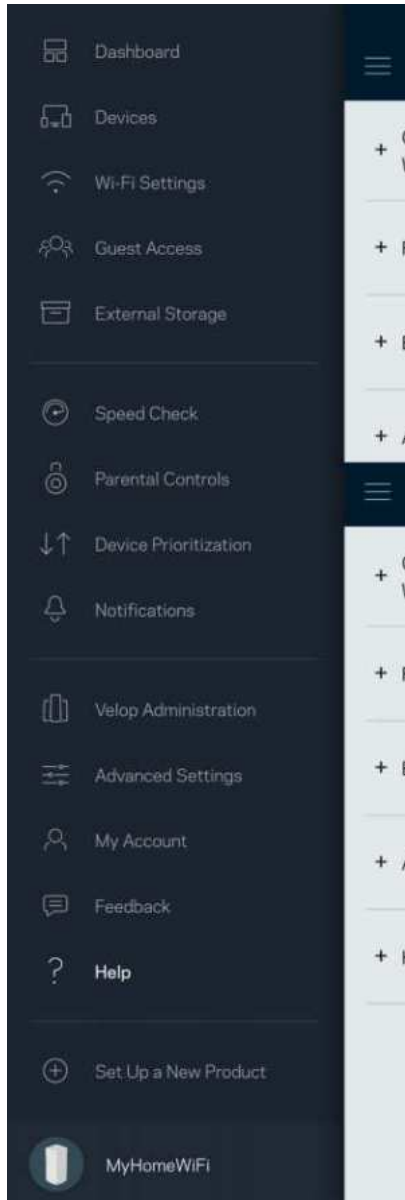 Dashboard
Devices
Wi-Fi Settings
Guest Access
External Storage
Speed Check
Parental Controls
Device Prioritization
Notifications
Velop Administration
Advanced Settings
My Account
Feedback
Help
Set Up a New Product
MyHomeWiFi